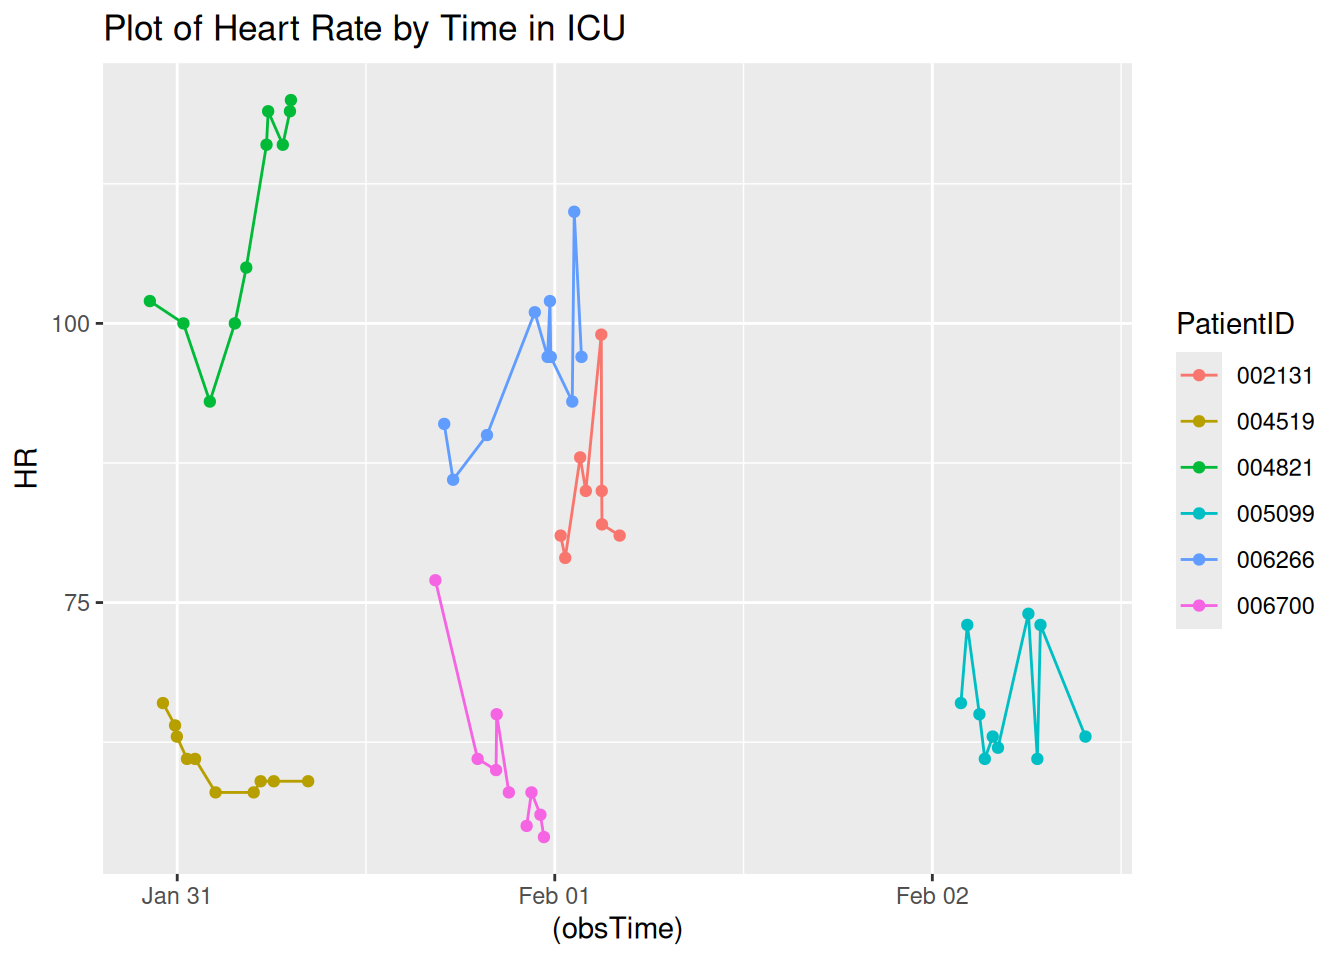 Plot of Heart Rate by Time in ICU
HR
100
75
Jan 31
Feb 01
Feb 02
(obsTime)
PatientID
002131
004519
004821
005099
006266
006700